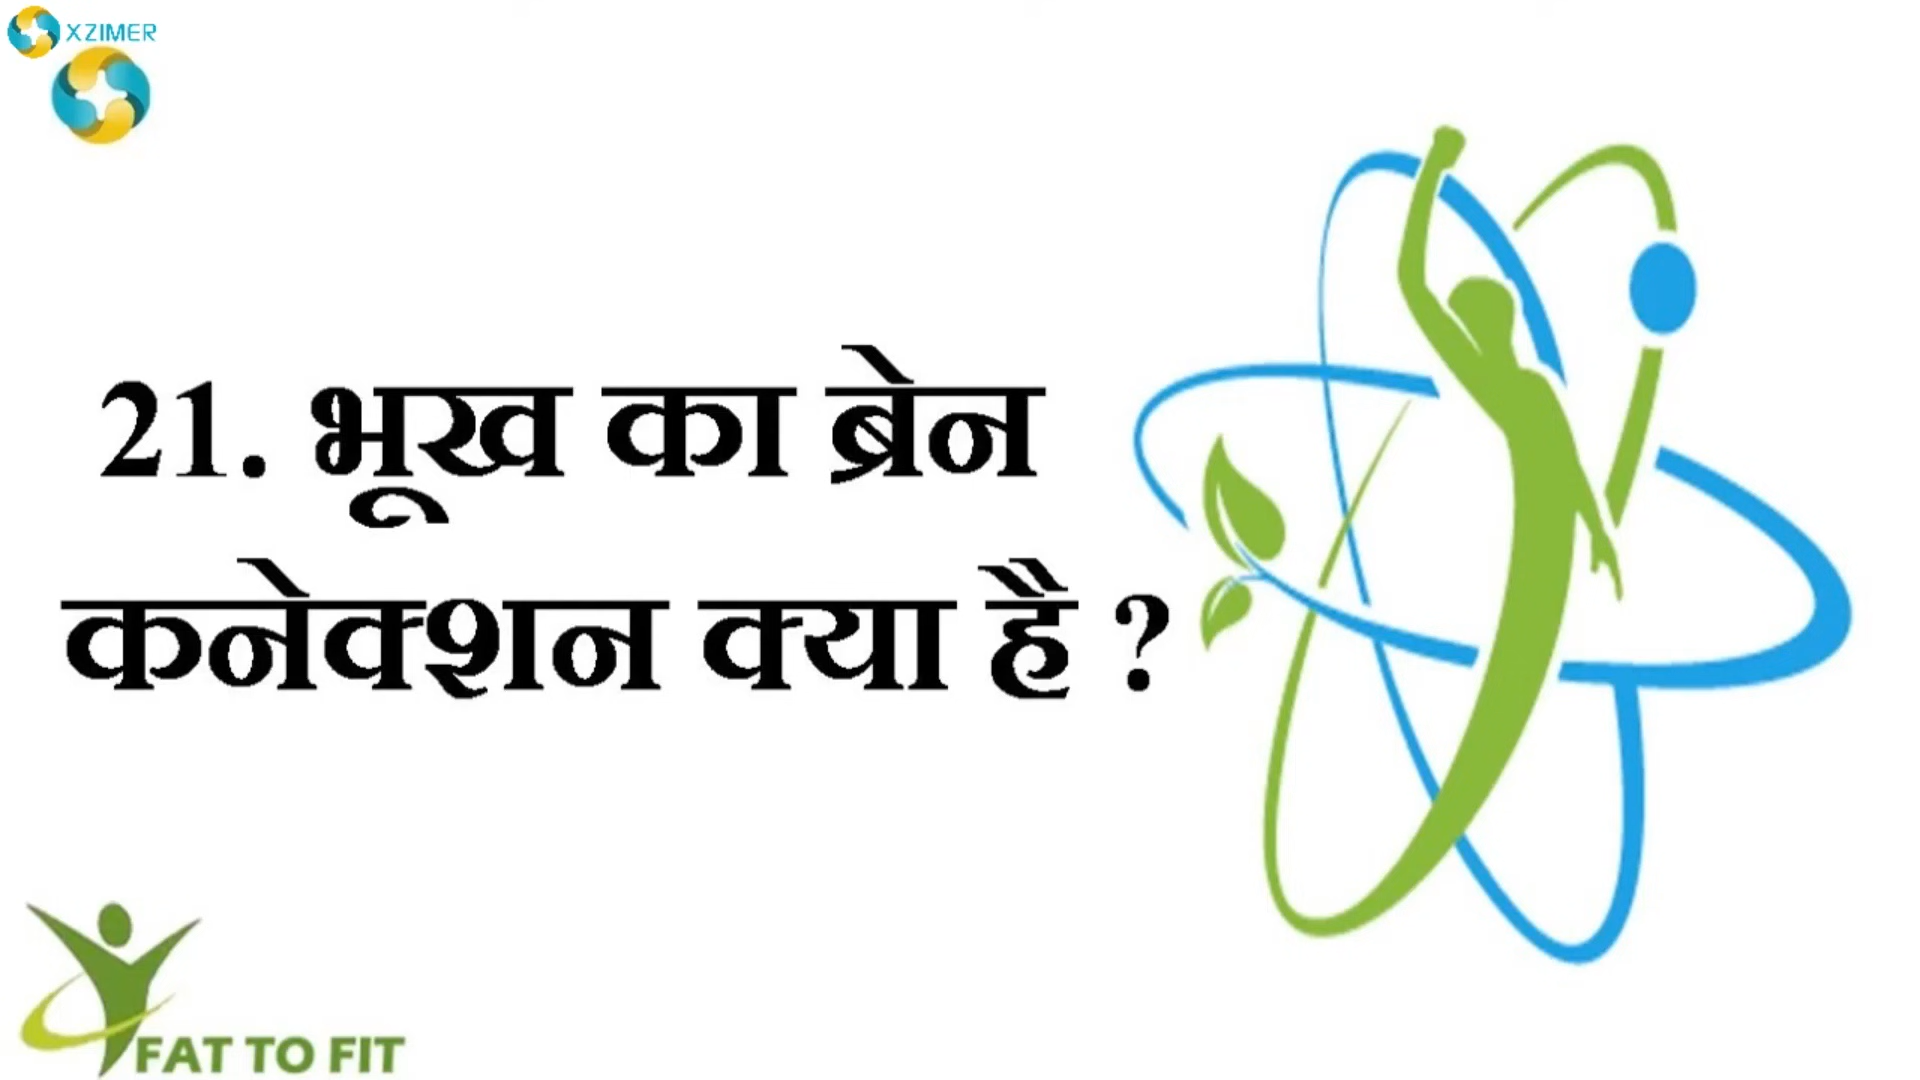 XZIMER
21. भूख का ब्रेन
कनेक्शन क्या है ?
FAT TO FIT